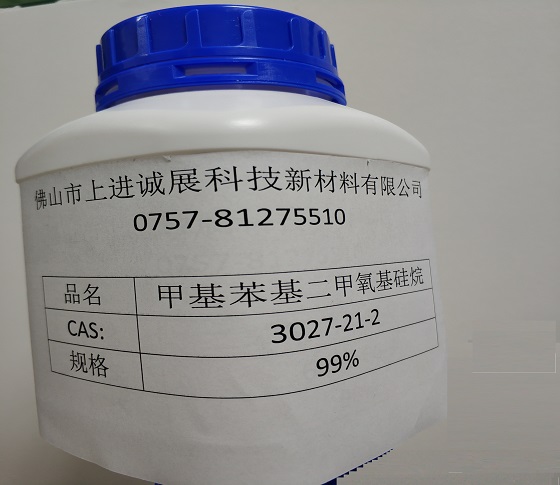 佛山市上进诚展科技新材料有限公司
0757-81275510
品名 甲基苯基二甲氧基硅烷
CAS: 3027-21-2
规格 99%